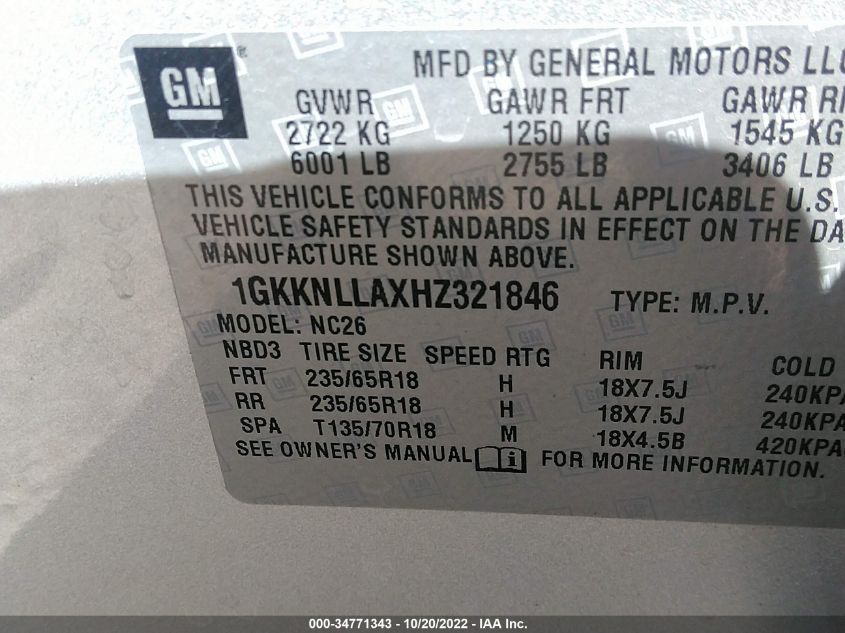 GM ®
MFD BY GENERAL MOTORS LLC
GVWR GAWR FRT GAWR
2722 KG 1250 KG 1545 KG
6001 LB 2755 LB 3406 LB
THIS VEHICLE CONFORMS TO ALL APPLICABLE U.S.
VEHICLE SAFETY STANDARDS IN EFFECT ON THE DA
MANUFACTURE SHOWN ABOVE.
1GKKNLLAXHZ321846 TYPE: M.P.V.
MODEL: NC26
NBD3 TIRE SIZE SPEED RTG RIM COLD
FRT 235/65R18 H 18X7.5J 240KPA
RR 235/65R18 H 18X7.5J 240KPA
SPA T135/70R18 M 18X4.5B 420KPA
SEE OWNER'S MANUAL i FOR MORE INFORMATION.
000-34771343 - 10/20/2022 - IAA Inc.